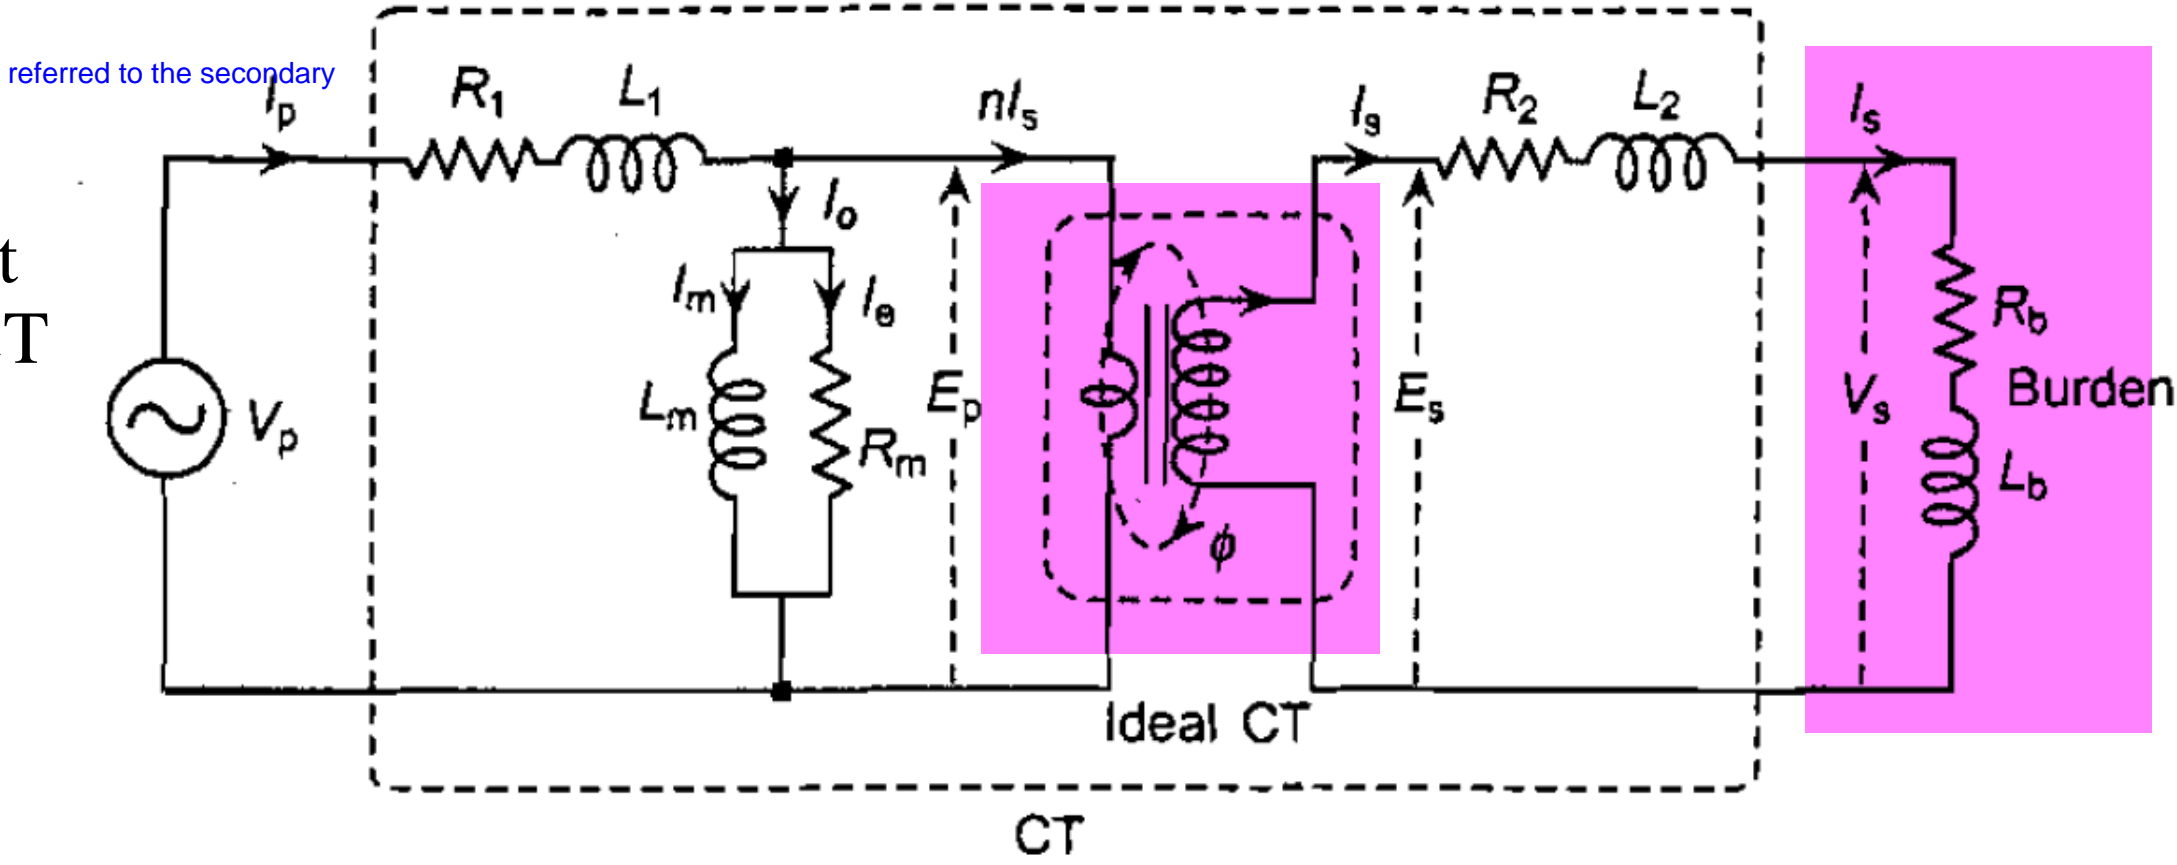 referred to the secondary
Ip
R1
L1
nIs
Is
R2
L2
Is
Io
t
T
Im
Ie
Vp
Lm
Rm
Ep
Es
Vs
Rb
Burden
Lb
ϕ
Ideal CT
CT